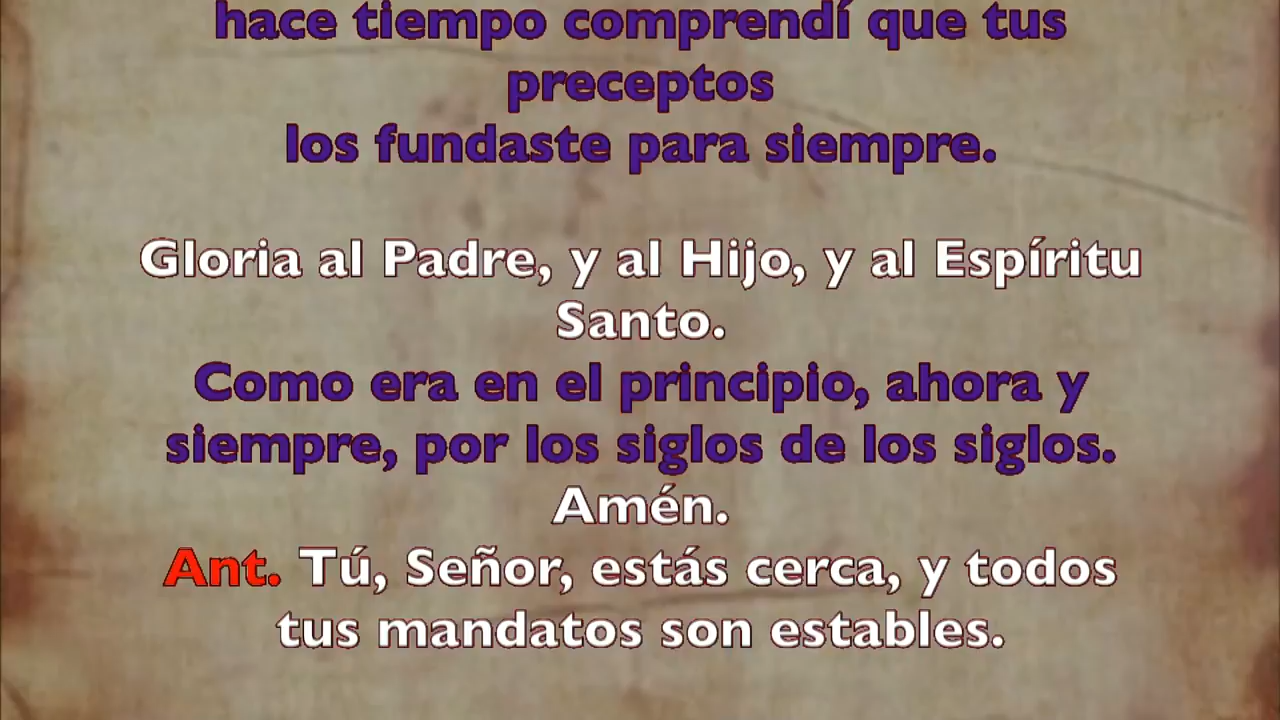 hace tiempo comprendí que tus
preceptos
los fundaste para siempre.
Gloria al Padre, y al Hijo, y al Espíritu
Santo.
Como era en el principio, ahora y
siempre, por los siglos de los siglos.
Amén.
Ant. Tú, Señor, estás cerca, y todos
tus mandatos son estables.